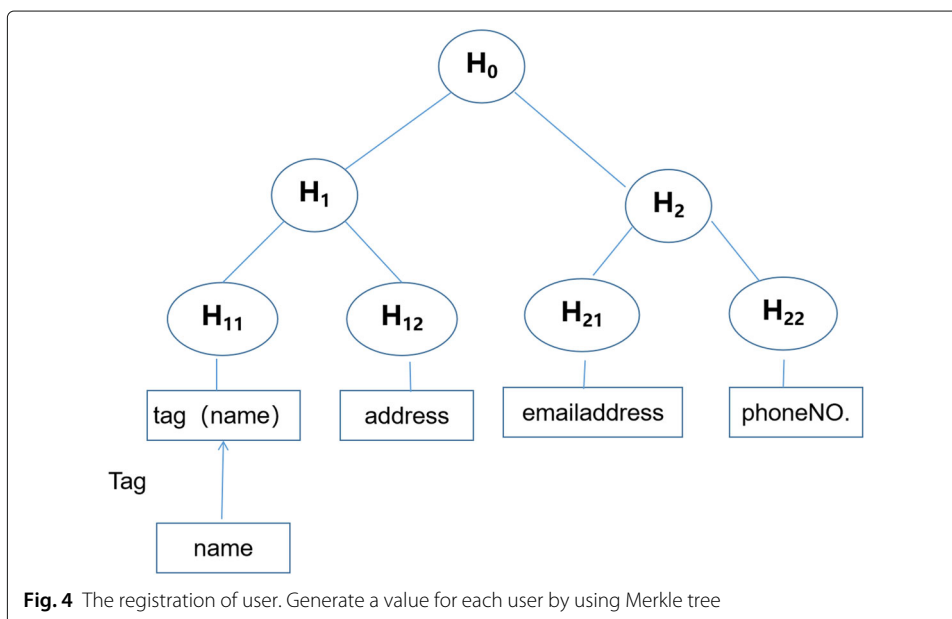 H₀
H₁
H₂
H₁₁
H₁₂
H₂₁
H₂₂
tag（name)
address
emailaddress
phoneNO.
Tag
name
Fig. 4 The registration of user. Generate a value for each user by using Merkle tree